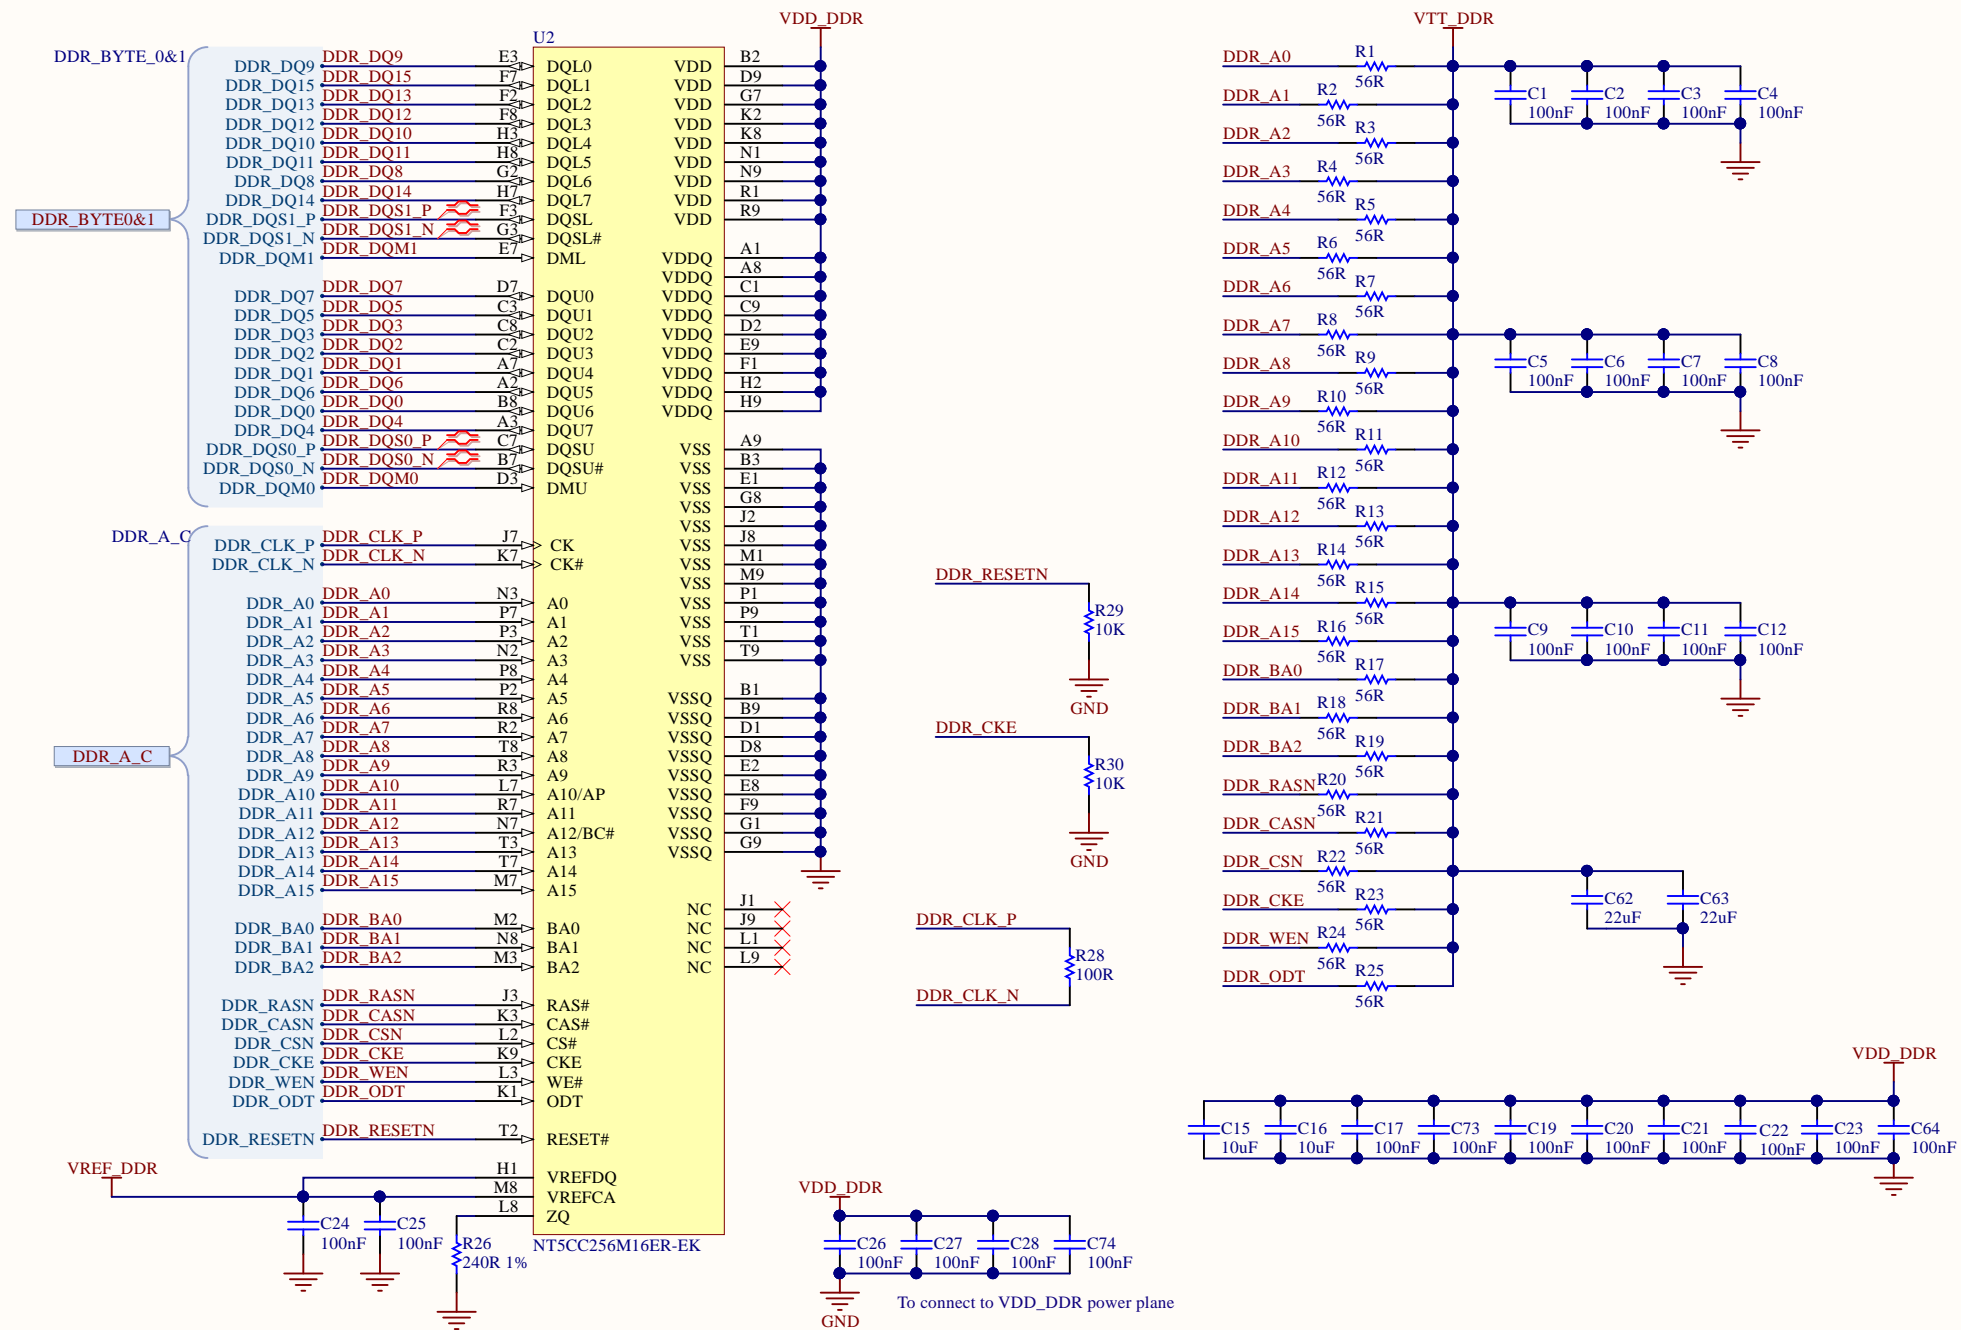 VDD_DDR
VTT_DDR
U2
DDR_BYTE_0&1
DDR_BYTE0&1
DDR_DQ9 DDR_DQ9 E3 DQL0 VDD B2
DDR_DQ15 DDR_DQ15 F7 DQL1 VDD D9
DDR_DQ13 DDR_DQ13 F2 DQL2 VDD G7
DDR_DQ12 DDR_DQ12 F8 DQL3 VDD K2
DDR_DQ10 DDR_DQ10 H3 DQL4 VDD K8
DDR_DQ11 DDR_DQ11 H8 DQL5 VDD N1
DDR_DQ8 DDR_DQ8 G2 DQL6 VDD N9
DDR_DQ14 DDR_DQ14 H7 DQL7 VDD R1
DDR_DQS1_P DDR_DQS1_P F3 DQSL VDD R9
DDR_DQS1_N DDR_DQS1_N G3 DQSL#
DDR_DQM1 DDR_DQM1 E7 DML VDDQ A1
VDDQ A8
DDR_DQ7 DDR_DQ7 D7 DQU0 VDDQ C1
DDR_DQ5 DDR_DQ5 C3 DQU1 VDDQ C9
DDR_DQ3 DDR_DQ3 C8 DQU2 VDDQ D2
DDR_DQ2 DDR_DQ2 C2 DQU3 VDDQ E9
DDR_DQ1 DDR_DQ1 A7 DQU4 VDDQ F1
DDR_DQ6 DDR_DQ6 A2 DQU5 VDDQ H2
DDR_DQ0 DDR_DQ0 B8 DQU6 VDDQ H9
DDR_DQ4 DDR_DQ4 A3 DQU7
DDR_DQS0_P DDR_DQS0_P C7 DQSU VSS A9
DDR_DQS0_N DDR_DQS0_N B7 DQSU# VSS B3
DDR_DQM0 DDR_DQM0 D3 DMU VSS E1
VSS G8
VSS J2
DDR_A_C
DDR_A_C
DDR_CLK_P DDR_CLK_P J7 CK VSS J8
DDR_CLK_N DDR_CLK_N K7 CK# VSS M1
VSS M9
DDR_A0 DDR_A0 N3 A0 VSS P1
DDR_A1 DDR_A1 P7 A1 VSS P9
DDR_A2 DDR_A2 P3 A2 VSS T1
DDR_A3 DDR_A3 N2 A3 VSS T9
DDR_A4 DDR_A4 P8 A4
DDR_A5 DDR_A5 P2 A5 VSSQ B1
DDR_A6 DDR_A6 R8 A6 VSSQ B9
DDR_A7 DDR_A7 R2 A7 VSSQ D1
DDR_A8 DDR_A8 T8 A8 VSSQ D8
DDR_A9 DDR_A9 R3 A9 VSSQ E2
DDR_A10 DDR_A10 L7 A10/AP VSSQ E8
DDR_A11 DDR_A11 R7 A11 VSSQ F9
DDR_A12 DDR_A12 N7 A12/BC# VSSQ G1
DDR_A13 DDR_A13 T3 A13 VSSQ G9
DDR_A14 DDR_A14 T7 A14
DDR_A15 DDR_A15 M7 A15
NC J1
DDR_BA0 DDR_BA0 M2 BA0 NC J9
DDR_BA1 DDR_BA1 N8 BA1 NC L1
DDR_BA2 DDR_BA2 M3 BA2 NC L9
DDR_RASN DDR_RASN J3 RAS#
DDR_CASN DDR_CASN K3 CAS#
DDR_CSN DDR_CSN L2 CS#
DDR_CKE DDR_CKE K9 CKE
DDR_WEN DDR_WEN L3 WE#
DDR_ODT DDR_ODT K1 ODT
DDR_RESETN DDR_RESETN T2 RESET#
VREF_DDR
H1 VREFDQ
M8 VREFCA
L8 ZQ
C24 100nF
C25 100nF
R26 240R 1%
NT5CC256M16ER-EK
DDR_RESETN
R29
10K
GND
DDR_CKE
R30
10K
GND
DDR_CLK_P
R28
100R
DDR_CLK_N
DDR_A0 R1 56R
DDR_A1 R2 56R
DDR_A2 R3 56R
DDR_A3 R4 56R
DDR_A4 R5 56R
DDR_A5 R6 56R
DDR_A6 R7 56R
DDR_A7 R8 56R
DDR_A8 R9 56R
DDR_A9 R10 56R
DDR_A10 R11 56R
DDR_A11 R12 56R
DDR_A12 R13 56R
DDR_A13 R14 56R
DDR_A14 R15 56R
DDR_A15 R16 56R
DDR_BA0 R17 56R
DDR_BA1 R18 56R
DDR_BA2 R19 56R
DDR_RASN R20 56R
DDR_CASN R21 56R
DDR_CSN R22 56R
DDR_CKE R23 56R
DDR_WEN R24 56R
DDR_ODT R25 56R
C1 C2 C3 C4
100nF 100nF 100nF 100nF
C5 C6 C7 C8
100nF 100nF 100nF 100nF
C9 C10 C11 C12
100nF 100nF 100nF 100nF
C62 C63
22uF 22uF
VDD_DDR
C15 C16 C17 C73 C19 C20 C21 C22 C23 C64
10uF 10uF 100nF 100nF 100nF 100nF 100nF 100nF 100nF 100nF
VDD_DDR
C26 C27 C28 C74
100nF 100nF 100nF 100nF
GND
To connect to VDD_DDR power plane